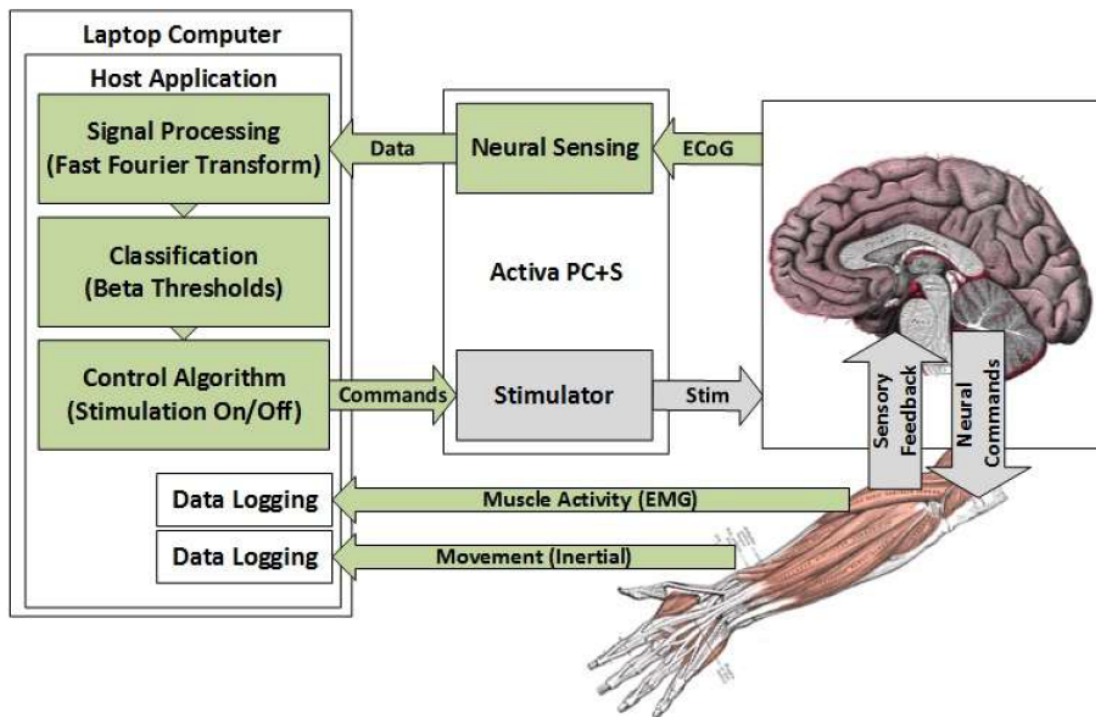 Laptop Computer
Host Application
Signal Processing
(Fast Fourier Transform)
Data
Neural Sensing
ECoG
Classification
(Beta Thresholds)
Activa PC+S
Control Algorithm
(Stimulation On/Off)
Commands
Stimulator
Stim
Sensory
Feedback
Neural
Commands
Data Logging
Muscle Activity (EMG)
Data Logging
Movement (Inertial)